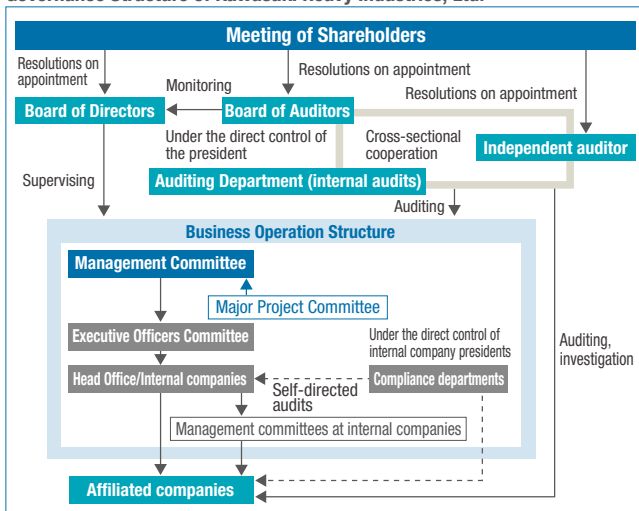 Meeting of Shareholders
Resolutions on
appointment
Monitoring
Resolutions on appointment
Resolutions on appointment
Board of Directors
Board of Auditors
Under the direct control of
the president
Cross-sectional
cooperation
Independent auditor
Supervising
Auditing Department (internal audits)
Auditing
Business Operation Structure
Management Committee
Major Project Committee
Executive Officers Committee
Under the direct control of
internal company presidents
Auditing,
investigation
Head Office/Internal companies
Self-directed
audits
Compliance departments
Management committees at internal companies
Affiliated companies